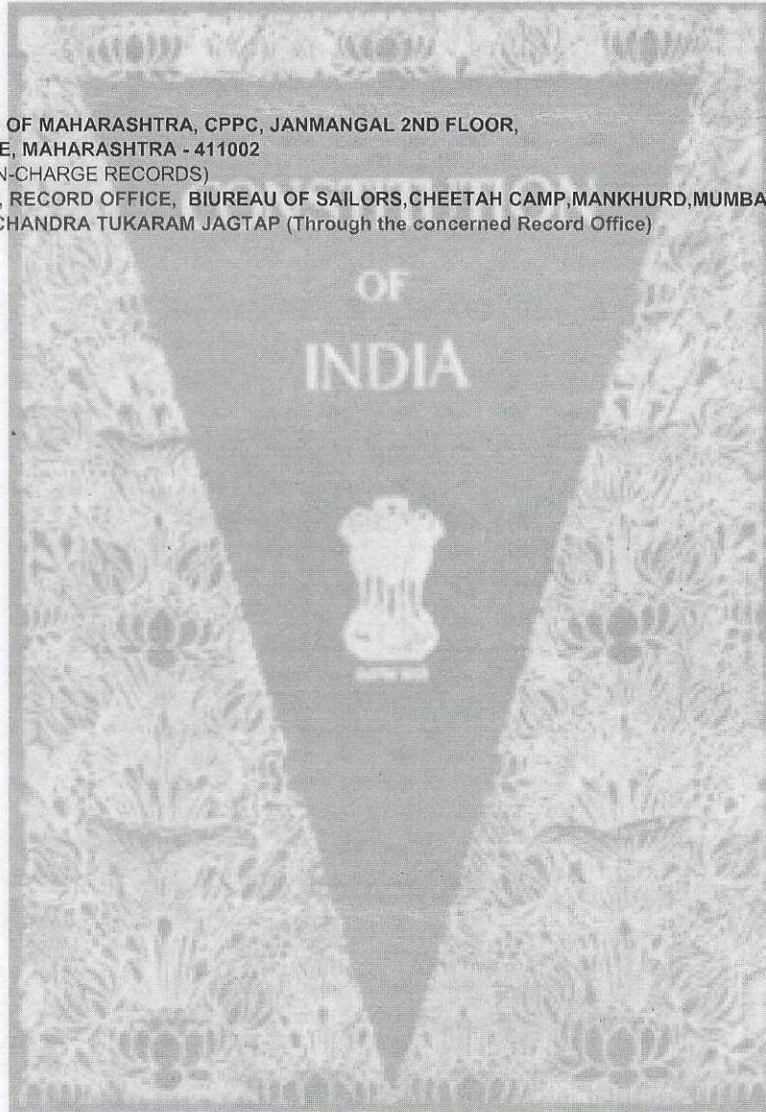 OF MAHARASHTRA, CPPC, JANMANGAL 2ND FLOOR,
E, MAHARASHTRA - 411002
N-CHARGE RECORDS)
, RECORD OFFICE, BIUREAU OF SAILORS,CHEETAH CAMP,MANKHURD,MUMBA
CHANDRA TUKARAM JAGTAP (Through the concerned Record Office)
CONSTITUTION
OF
INDIA